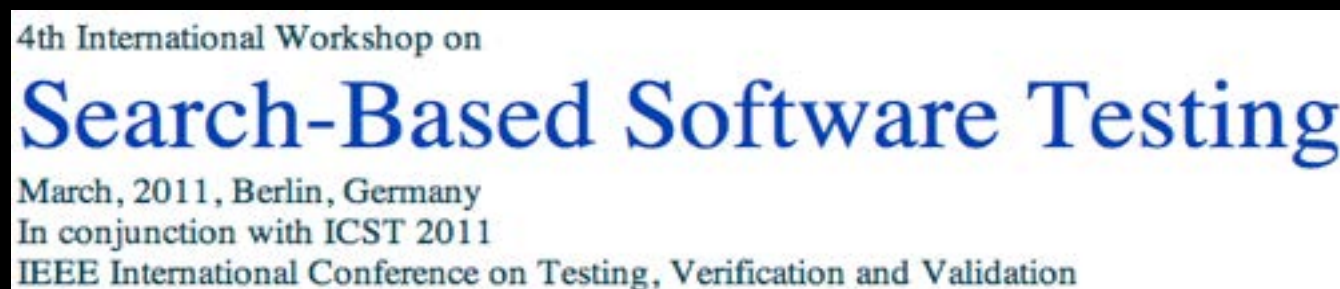 4th International Workshop on
Search-Based Software Testing
March, 2011, Berlin, Germany
In conjunction with ICST 2011
IEEE International Conference on Testing, Verification and Validation